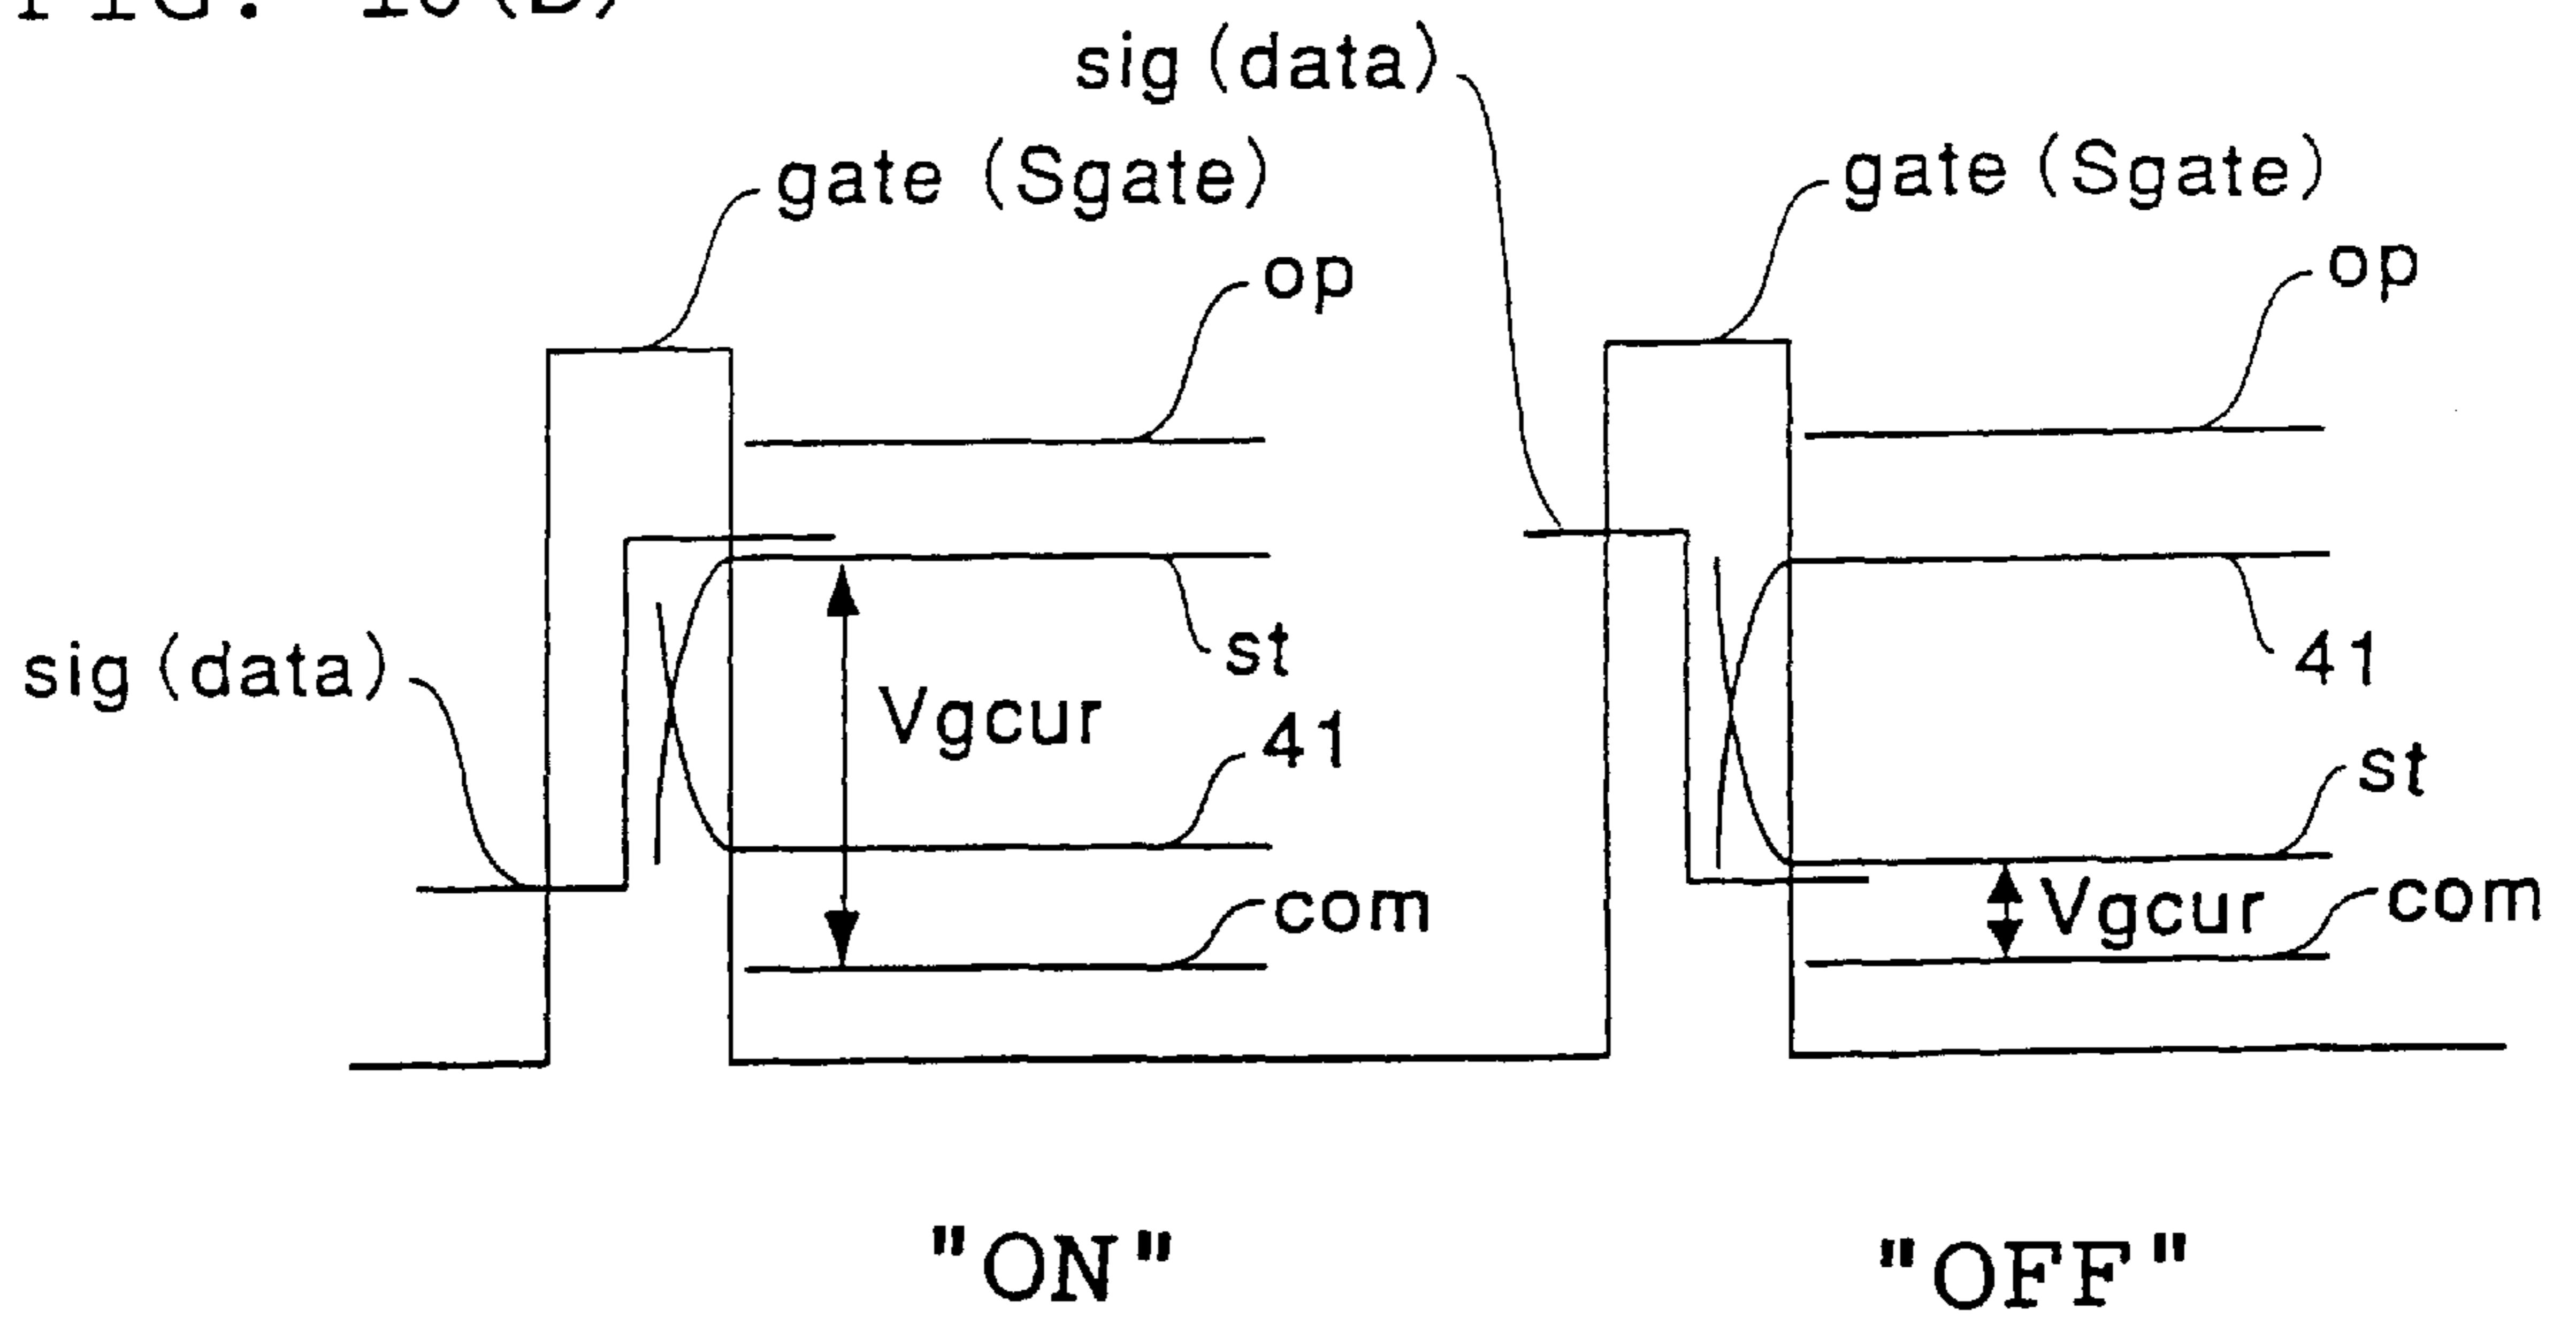 FIG.
sig (data)
gate (Sgate)
gate (Sgate)
op
op
st
41
sig (data)
Vgcur
41
st
com
Vgcur
com
"ON"
"OFF"